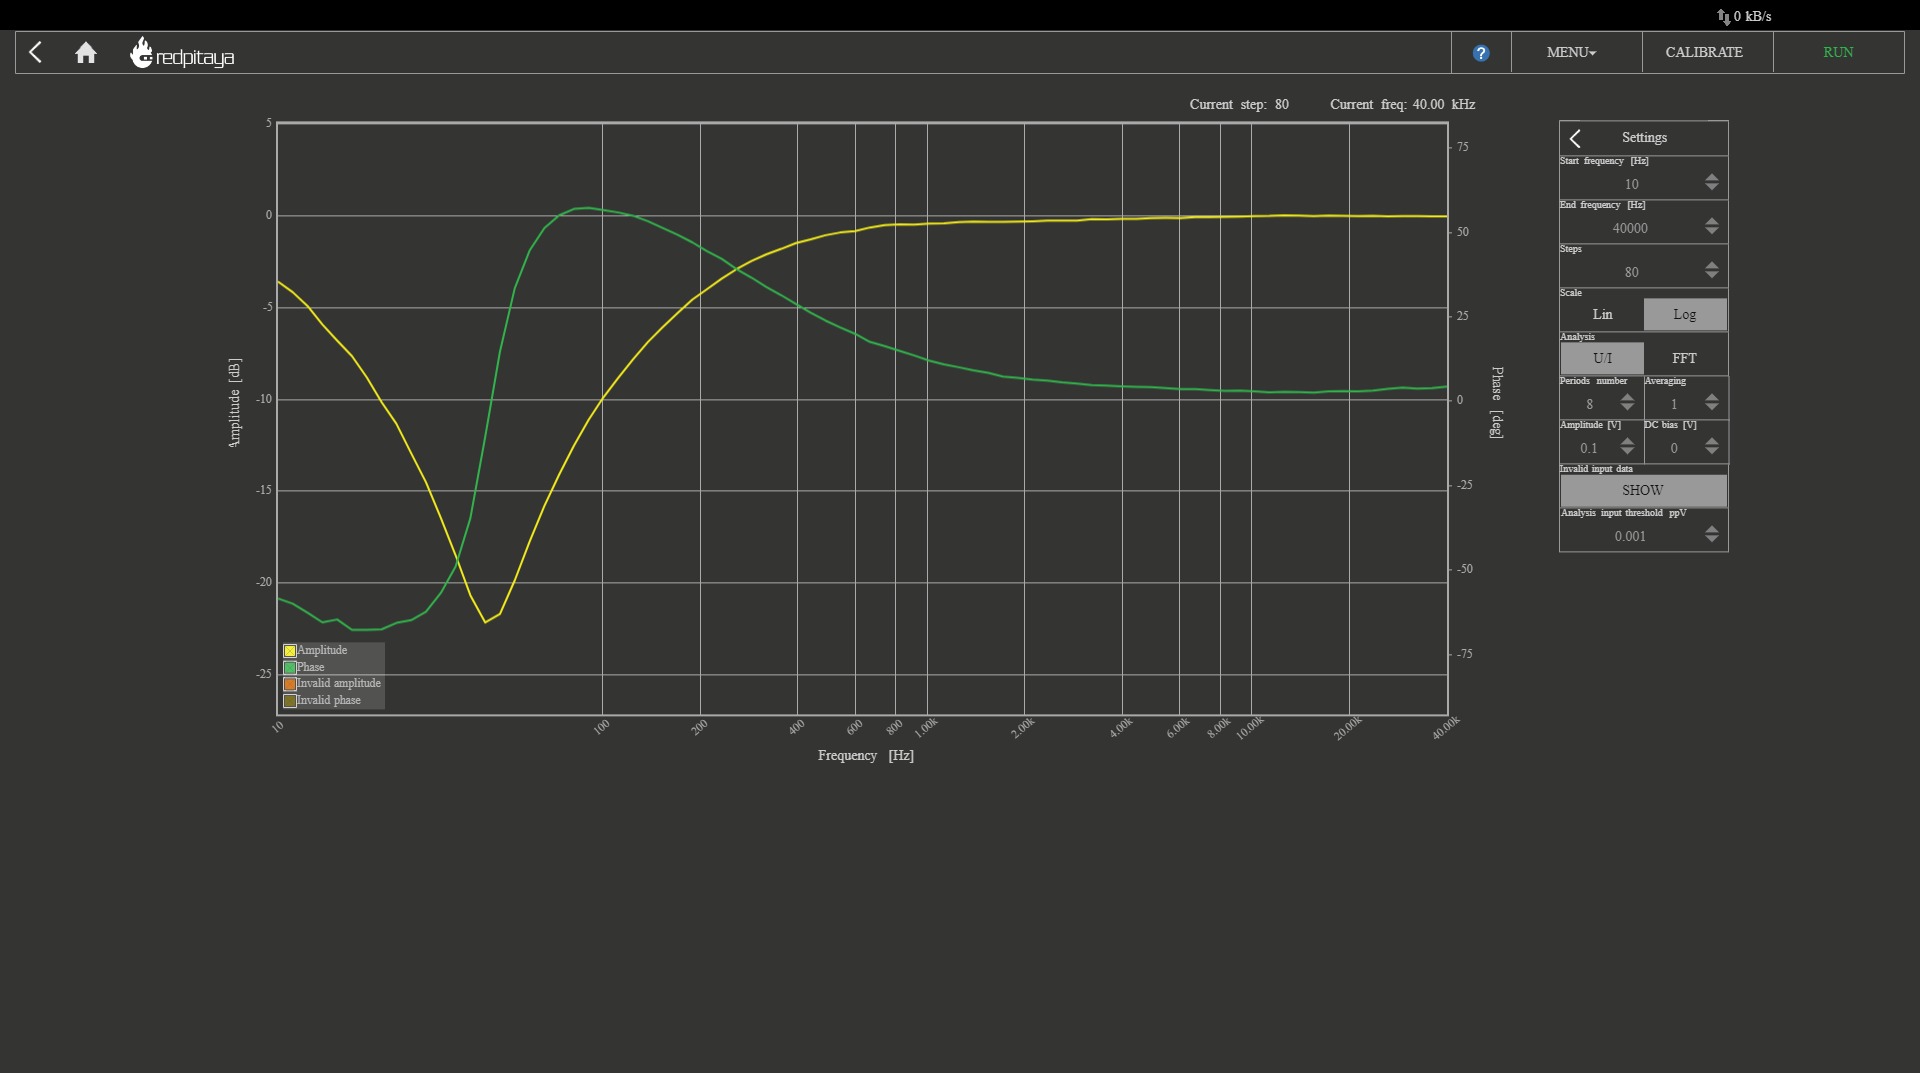 0 kB/s
redpitaya
?
MENU
CALIBRATE
RUN
Current step: 80 Current freq: 40.00 kHz
5
0
-5
-10
-15
-20
-25
Amplitude [dB]
75
50
25
0
-25
-50
-75
Phase [deg]
Amplitude
Phase
Invalid amplitude
Invalid phase
10 100 200 400 600 800 1.00k 2.00k 4.00k 6.00k 8.00k 10.00k 20.00k 40.00k
Frequency [Hz]
Settings
Start frequency [Hz]
10
End frequency [Hz]
40000
Steps
80
Scale
Lin Log
Analysis
U/I FFT
Periods number Averaging
8 1
Amplitude [V] DC bias [V]
0.1 0
Invalid input data
SHOW
Analysis input threshold ppV
0.001